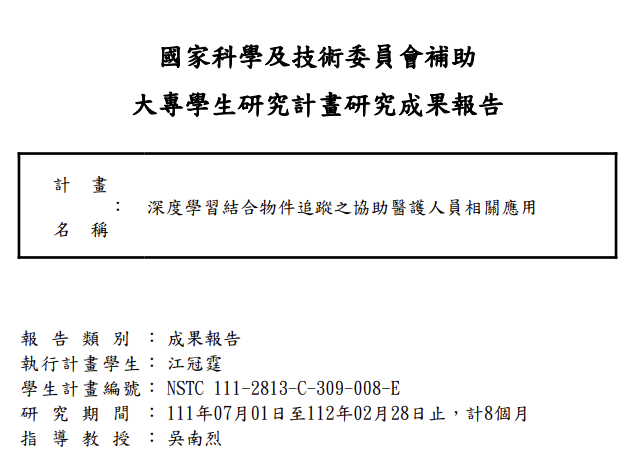 國家科學及技術委員會補助
大專學生研究計畫研究成果報告
計畫
： 深度學習結合物件追蹤之協助醫護人員相關應用
名稱
報告類別：成果報告
執行計畫學生：江冠霆
學生計畫編號：NSTC 111-2813-C-309-008-E
研究期間：111年07月01日至112年02月28日止，計8個月
指導教授：吳南烈